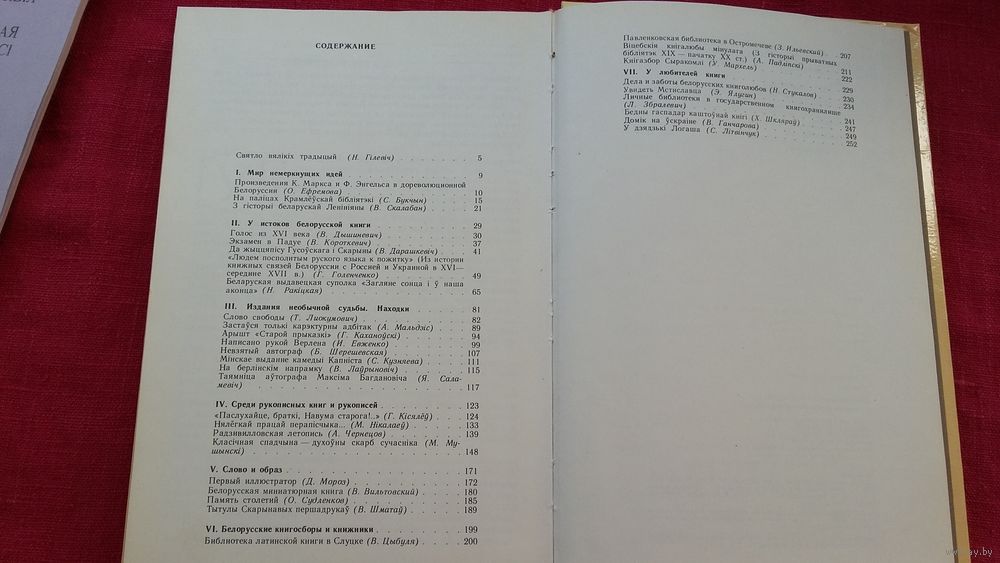 АЯ
СІ
СОДЕРЖАНИЕ
Святло вялікіх традыцый (Н. Гілевіч) . . . . . . . 5
I. Мир немеркнущих идей . . . . . . . . . 9
Произведения К. Маркса и Ф. Энгельса в дореволюционной
Белоруссии (О. Ефремова) . . . . . . . . . 10
На паліцах Крамлёўскай бібліятэкі (С. Букчын) . . . . 15
З гісторыі беларускай Ленініяны (В. Скалабан) . . . . 21
II. У истоков белорусской книги . . . . . . . 29
Голос из XVI века (В. Дышиневич) . . . . . . . 30
Экзамен в Падуе (В. Короткевич) . . . . . . . 37
Да жыццяпісу Гусоўскага і Скарыны (В. Дарашкевіч) . . . 41
«Людем посполитым руского языка к пожитку» (Из истории
книжных связей Белоруссии с Россией и Украиной в XVI—
середине XVII в.) (Г. Голенченко) . . . . . . . 49
Беларуская выдавецкая суполка «Загляне сонца і ў наша
аконца» (Н. Ракіцкая) . . . . . . . . . . 65
III. Издания необычной судьбы. Находки . . . . . 81
Слово свободы (Т. Лиокумович) . . . . . . . . 82
Застаўся толькі карэктурны адбітак (А. Мальдзіс) . . . 89
Арышт «Старой прыказкі» (Г. Каханоўскі) . . . . . 94
Написано рукой Верлена (И. Евженко) . . . . . . 99
Невзятый автограф (Б. Шерешевская) . . . . . . 107
Мінскае выданне камедыі Капніста (С. Кузняева) . . . . 111
На берлінскім напрамку (В. Лаўрыновіч) . . . . . . 115
Таямніца аўтографа Максіма Багдановіча (Я. Сала-
мевіч) . . . . . . . . . . . . . 117
IV. Среди рукописных книг и рукописей . . . . . . 123
«Паслухайце, браткі, Навума старога!..» (Г. Кісялёў) . . . 124
Нялёгкай працай перапісчыка... (М. Нікалаеў) . . . . 133
Радзивилловская летопись (А. Чернецов) . . . . . . 139
Класічная спадчына — духоўны скарб сучасніка (М. Му-
шынскі) . . . . . . . . . . . . . 148
V. Слово и образ . . . . . . . . . . . 171
Первый иллюстратор (Д. Мороз) . . . . . . . . 172
Белорусская миниатюрная книга (В. Вильтовский) . . . . 180
Память столетий (О. Судленков) . . . . . . . . 185
Тытулы Скарынавых першадрукаў (В. Шматаў) . . . . 189
VI. Белорусские книгосборы и книжники . . . . . . 199
Библиотека латинской книги в Слуцке (В. Цыбуля) . . . . 200
Павленковская библиотека в Остромечеве (З. Ильевский) . 207
Віцебскія кнігалюбы мінулага (З гісторыі прыватных
бібліятэк XIX — пачатку XX ст.) (А. Падліпскі) . . . . 211
Кнігазбор Сыракомлі (У. Мархель) . . . . . . . 222
VII. У любителей книги . . . . . . . . . 229
Дела и заботы белорусских книголюбов (Н. Стукалов) . . 230
Увидеть Мстиславца (Э. Ялугин) . . . . . . . . 234
Личные библиотеки в государственном книгохранилище
(Л. Збралевич) . . . . . . . . . . . 241
Бедны гаспадар каштоўнай кнігі (Х. Шкляраў) . . . . 247
Домік на ўскраіне (В. Ганчарова) . . . . . . . . 249
У дзядзькі Логаша (С. Літвінчук) . . . . . . . . 252